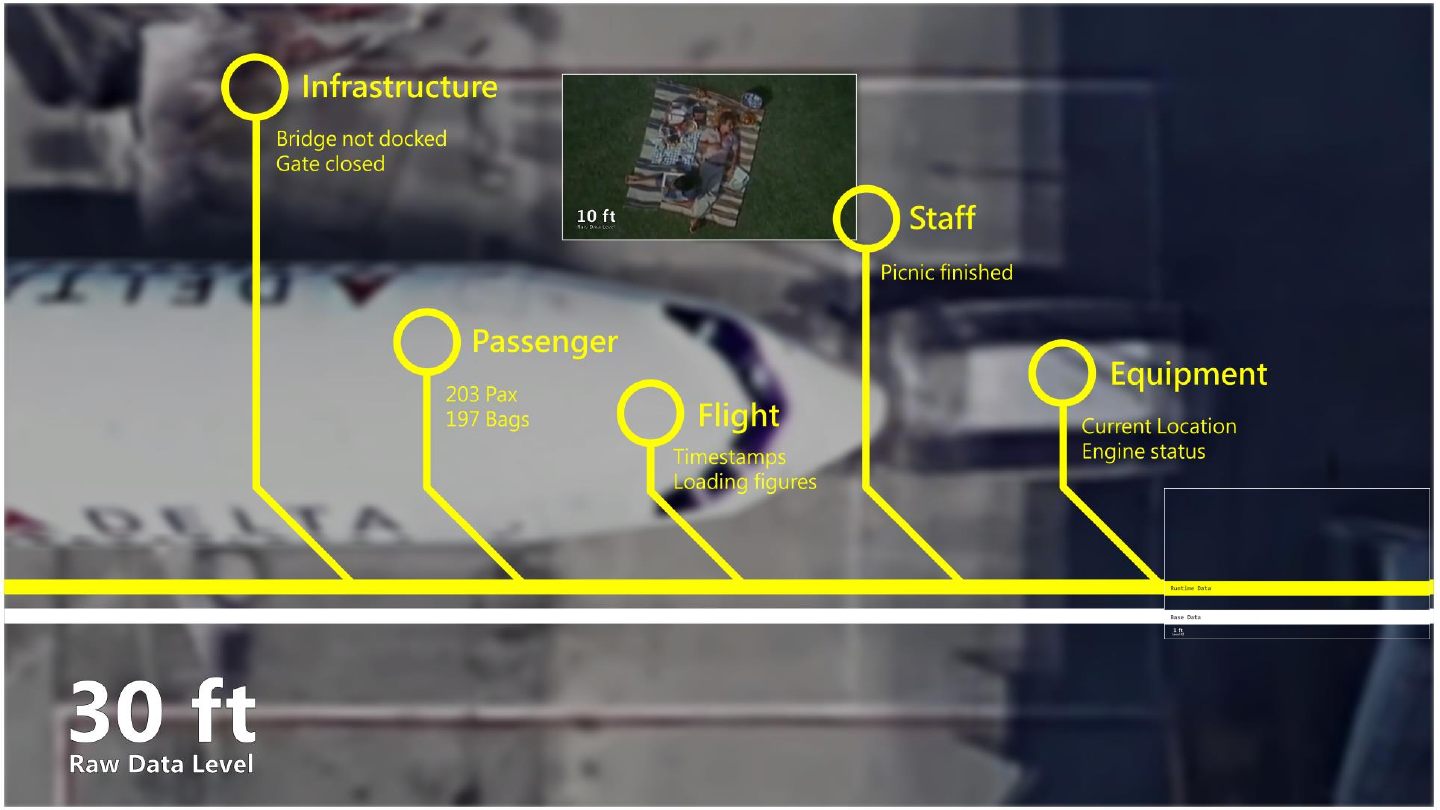 Infrastructure
Bridge not docked
Gate closed
10 ft
Raw Data Level
Staff
Picnic finished
DELTA
Passenger
203 Pax
197 Bags
Flight
Timestamps
Loading figures
Equipment
Current Location
Engine status
DELTA
Runtime Data
Base Data
1 ft
30 ft
Raw Data Level